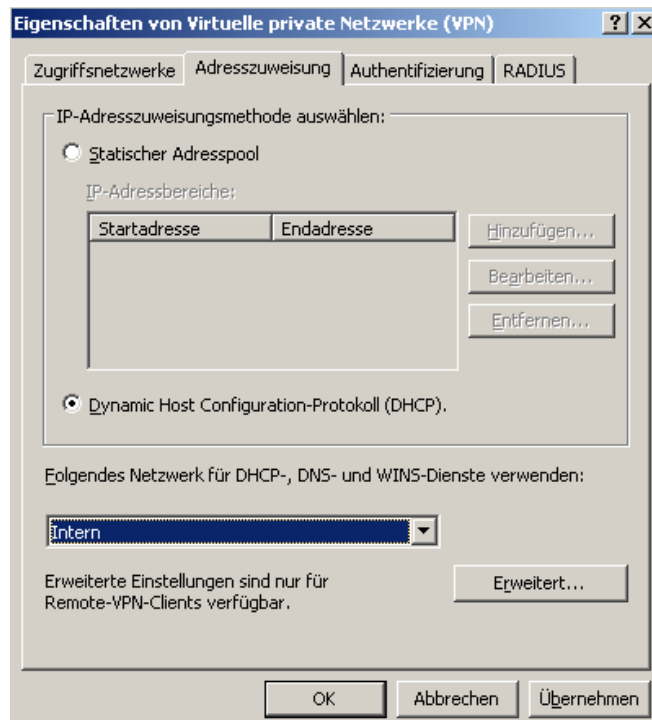 Eigenschaften von Virtuelle private Netzwerke (VPN)
Zugriffsnetzwerke Adresszuweisung Authentifizierung RADIUS
IP-Adresszuweisungsmethode auswählen:
Statischer Adresspool
IP-Adressbereiche:
Startadresse Endadresse
Hinzufügen...
Bearbeiten...
Entfernen...
Dynamic Host Configuration-Protokoll (DHCP).
Folgendes Netzwerk für DHCP-, DNS- und WINS-Dienste verwenden:
Intern
Erweiterte Einstellungen sind nur für
Remote-VPN-Clients verfügbar.
Erweitert...
OK Abbrechen Übernehmen